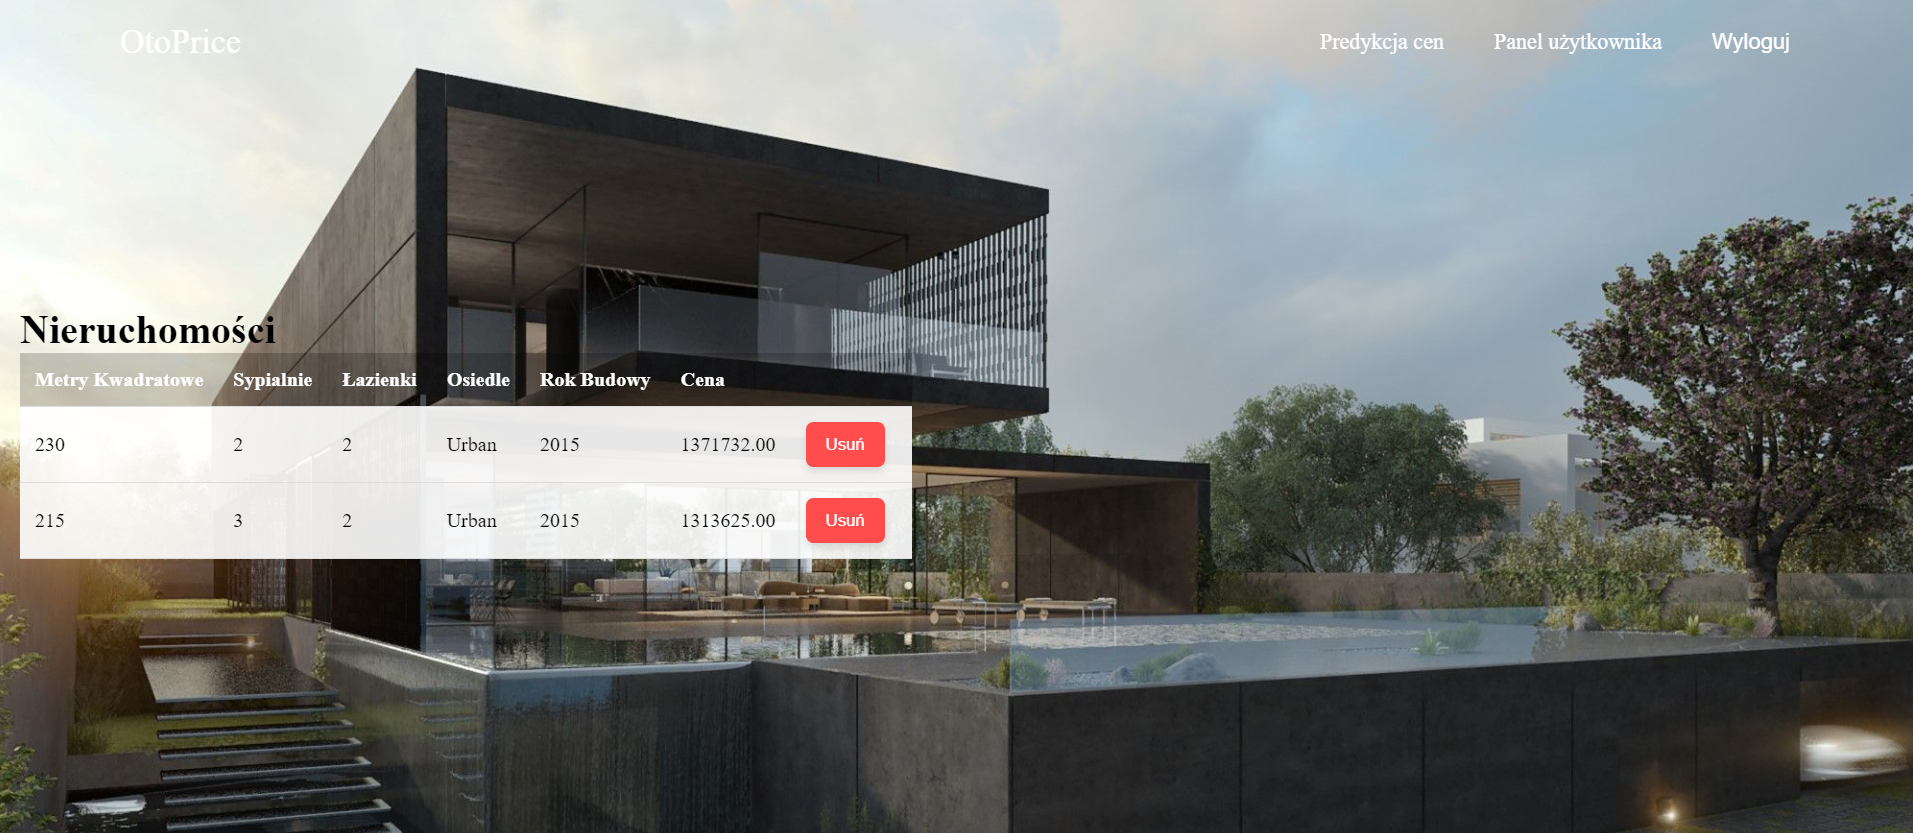 OtoPrice Predykcja cen Panel użytkownika Wyloguj
Nieruchomości
Metry Kwadratowe Sypialnie Łazienki Osiedle Rok Budowy Cena
230 2 2 Urban 2015 1371732.00 Usuń
215 3 2 Urban 2015 1313625.00 Usuń